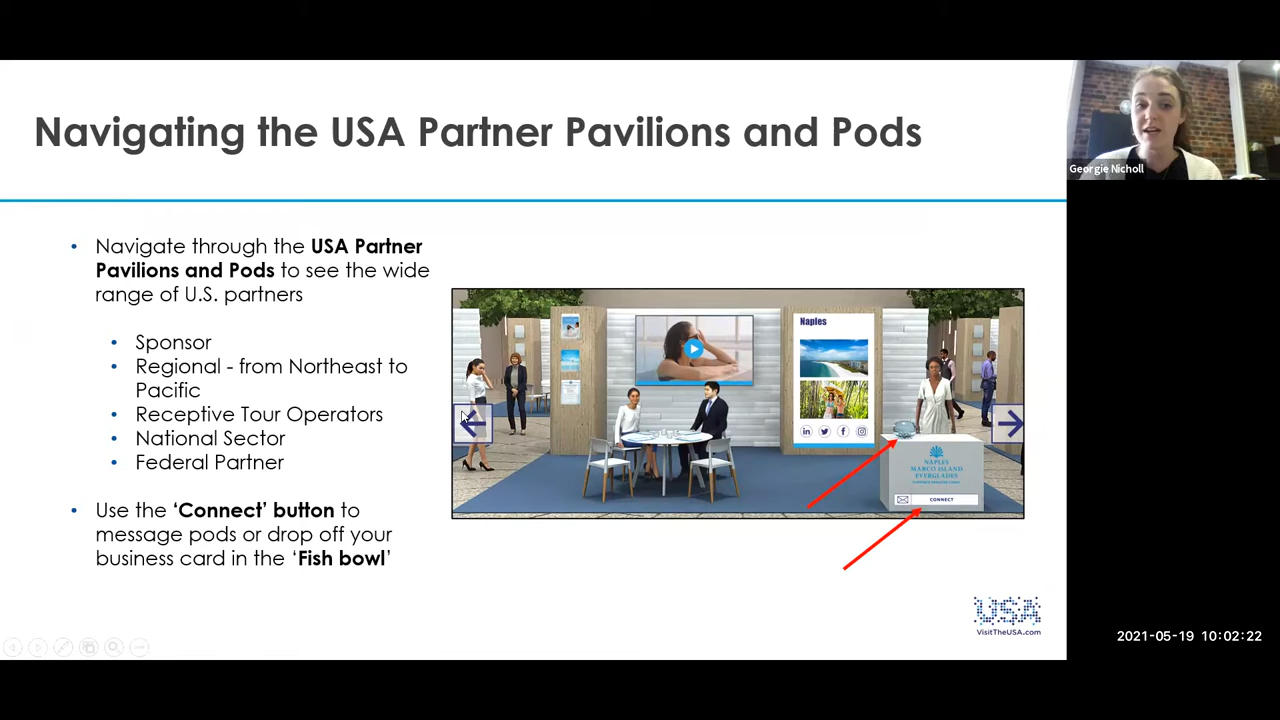 Navigating the USA Partner Pavilions and Pods
Georgie Nicholl
• Navigate through the USA Partner
Pavilions and Pods to see the wide
range of U.S. partners
• Sponsor
• Regional - from Northeast to
Pacific
• Receptive Tour Operators
• National Sector
• Federal Partner
• Use the ‘Connect’ button to
message pods or drop off your
business card in the ‘Fish bowl’
Naples
NAPLES
MARCO ISLAND
EVERGLADES
CONNECT
USA
VisitTheUSA.com
2021-05-19 10:02:22